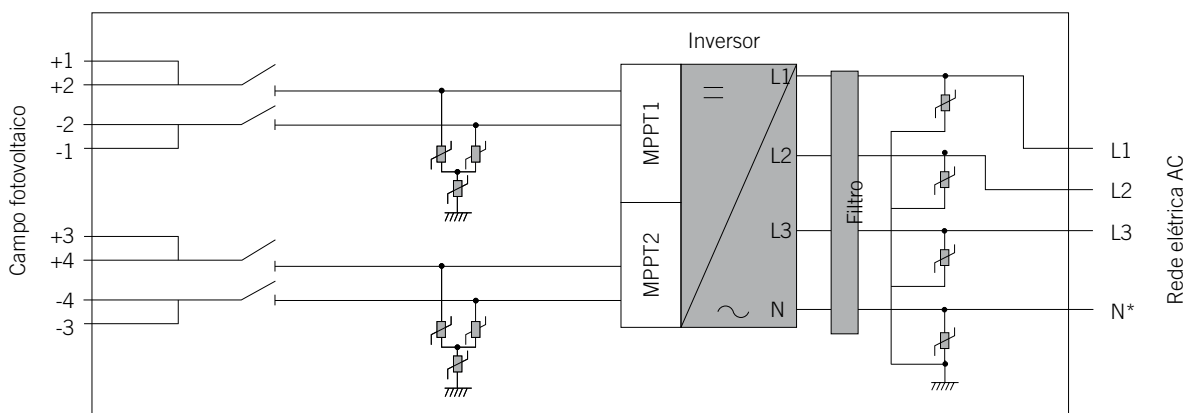 Inversor
Campo fotovoltaico
+1
+2
-2
-1
+3
+4
-4
-3
MPPT1
MPPT2
L1
L2
L3
N
Filtro
L1
L2
L3
N*
Rede elétrica AC